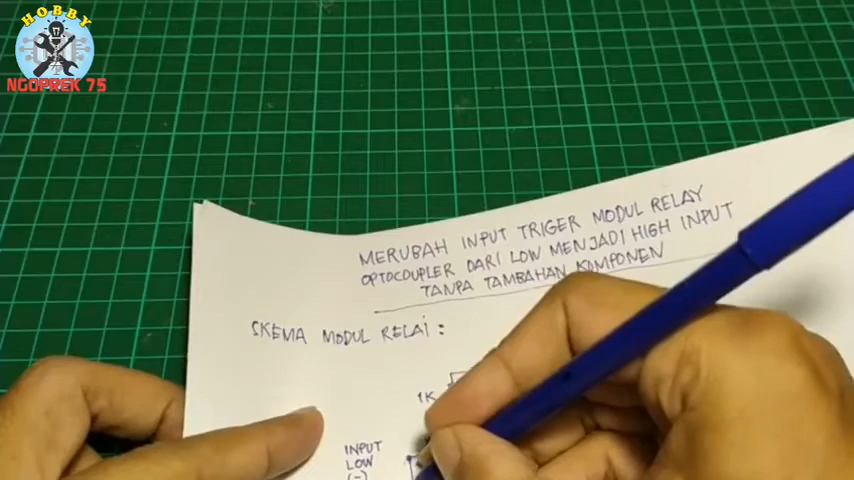 HOBBY
NGOPREK 75
MERUBAH INPUT TRIGER MODUL RELAY
OPTOCOUPLER DARI LOW MENJADI HIGH INPUT
TANPA TAMBAHAN KOMPONEN
SKEMA MODUL RELAI :
1K
INPUT
LOW
(-)